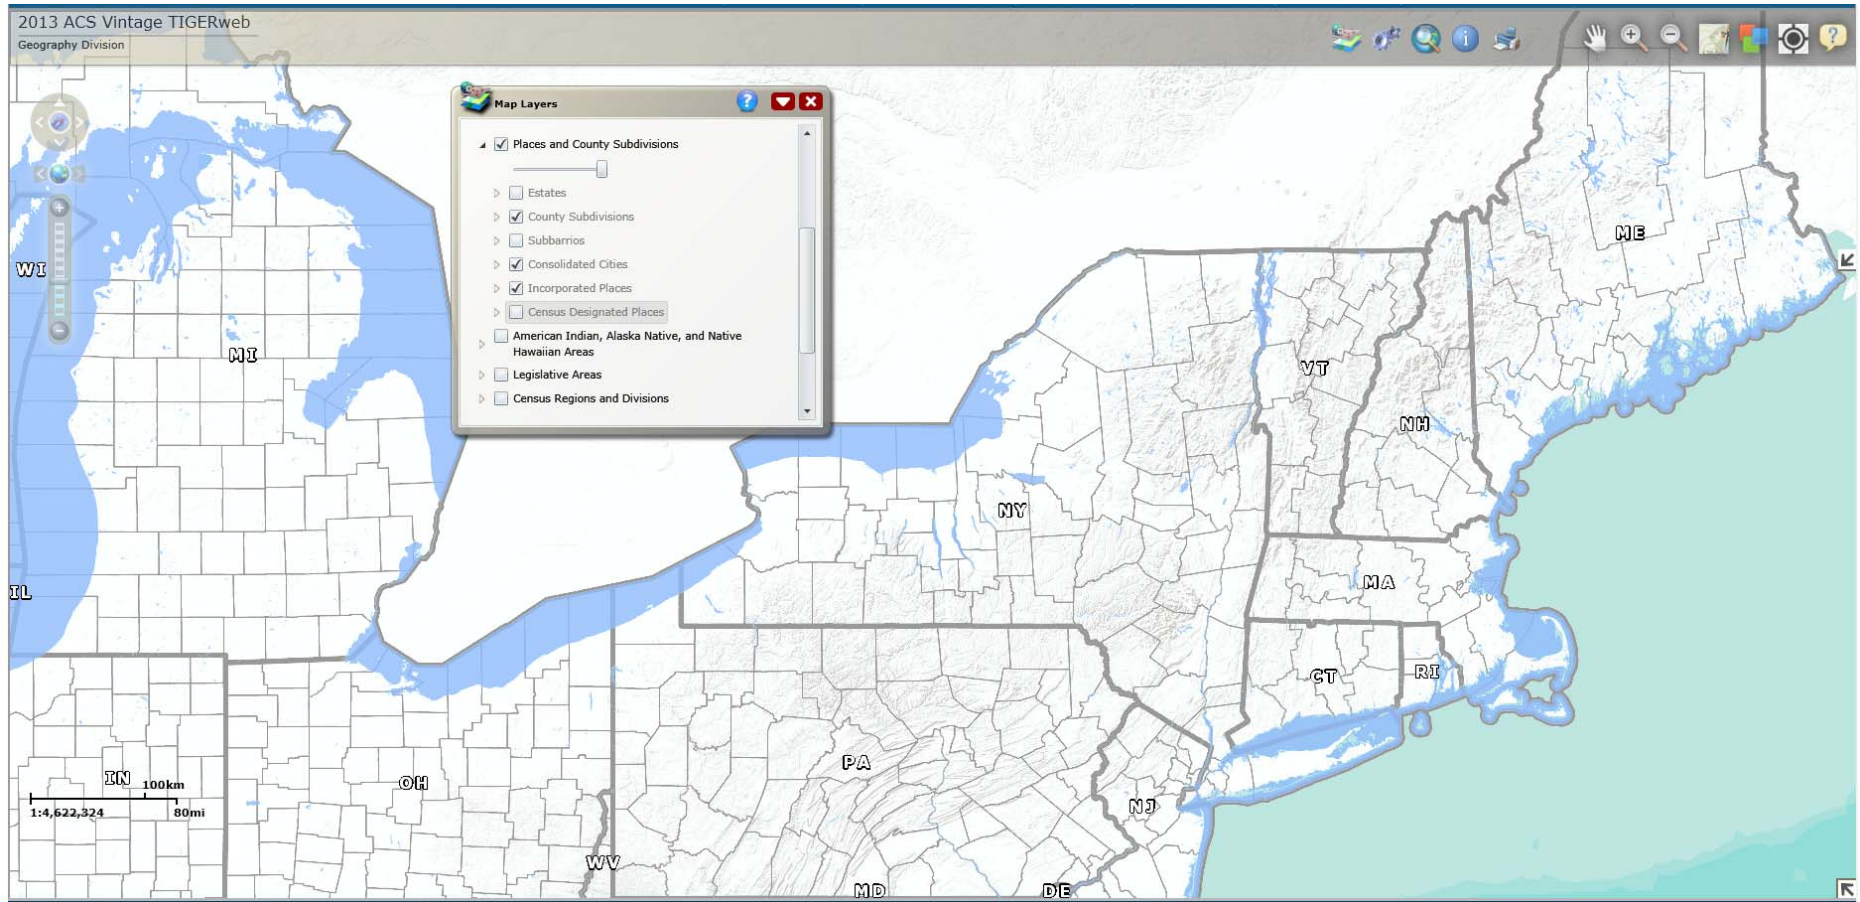 2013 ACS Vintage TIGERweb
Geography Division
Map Layers
Places and County Subdivisions
Estates
County Subdivisions
Subbarrios
Consolidated Cities
Incorporated Places
Census Designated Places
American Indian, Alaska Native, and Native
Hawaiian Areas
Legislative Areas
Census Regions and Divisions
ME
WI
MI
VT
NH
NY
MA
IL
CT
RI
PA
IN
OH
NJ
100km
1:4,622,324
80mi
WV
MD
DE